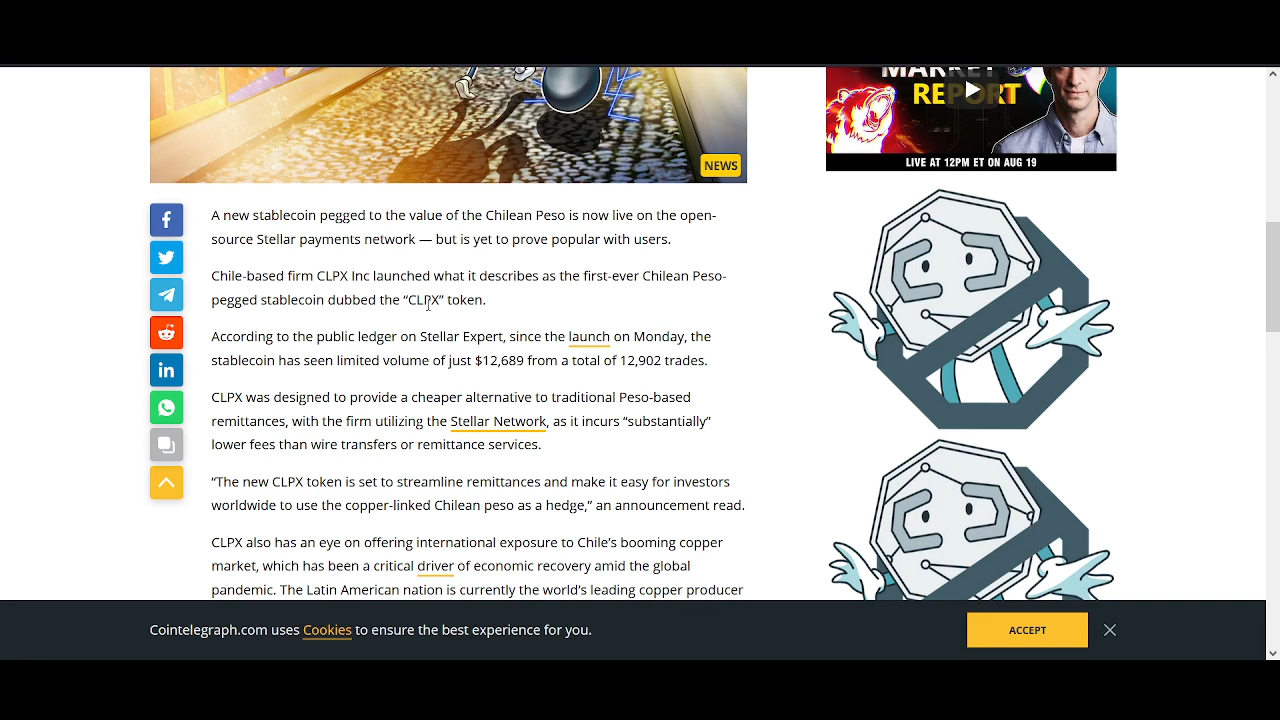 MARKET
REPORT
LIVE AT 12PM ET ON AUG 19
NEWS
A new stablecoin pegged to the value of the Chilean Peso is now live on the open-
source Stellar payments network — but is yet to prove popular with users.
Chile-based firm CLPX Inc launched what it describes as the first-ever Chilean Peso-
pegged stablecoin dubbed the “CLPX” token.
According to the public ledger on Stellar Expert, since the launch on Monday, the
stablecoin has seen limited volume of just $12,689 from a total of 12,902 trades.
CLPX was designed to provide a cheaper alternative to traditional Peso-based
remittances, with the firm utilizing the Stellar Network, as it incurs “substantially”
lower fees than wire transfers or remittance services.
“The new CLPX token is set to streamline remittances and make it easy for investors
worldwide to use the copper-linked Chilean peso as a hedge,” an announcement read.
CLPX also has an eye on offering international exposure to Chile’s booming copper
market, which has been a critical driver of economic recovery amid the global
pandemic. The Latin American nation is currently the world’s leading copper producer
Cointelegraph.com uses Cookies to ensure the best experience for you.
ACCEPT